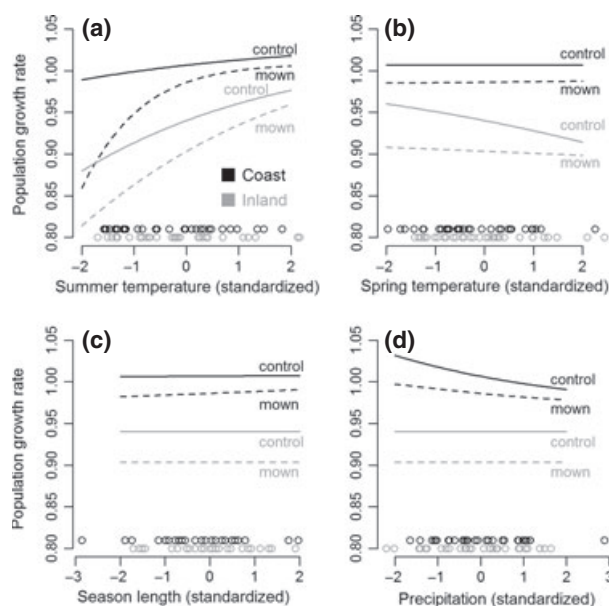 (a)
Population growth rate
1.05
1.00
0.95
0.90
0.85
0.80
control
mown
control
mown
Coast
Inland
−2
−1
0
1
2
Summer temperature (standardized)
(b)
1.05
1.00
0.95
0.90
0.85
0.80
control
mown
control
mown
−2
−1
0
1
2
Spring temperature (standardized)
(c)
Population growth rate
1.05
1.00
0.95
0.90
0.85
0.80
control
mown
control
mown
−3
−2
−1
0
1
2
Season length (standardized)
(d)
1.05
1.00
0.95
0.90
0.85
0.80
control
mown
control
mown
−2
−1
0
1
2
3
Precipitation (standardized)